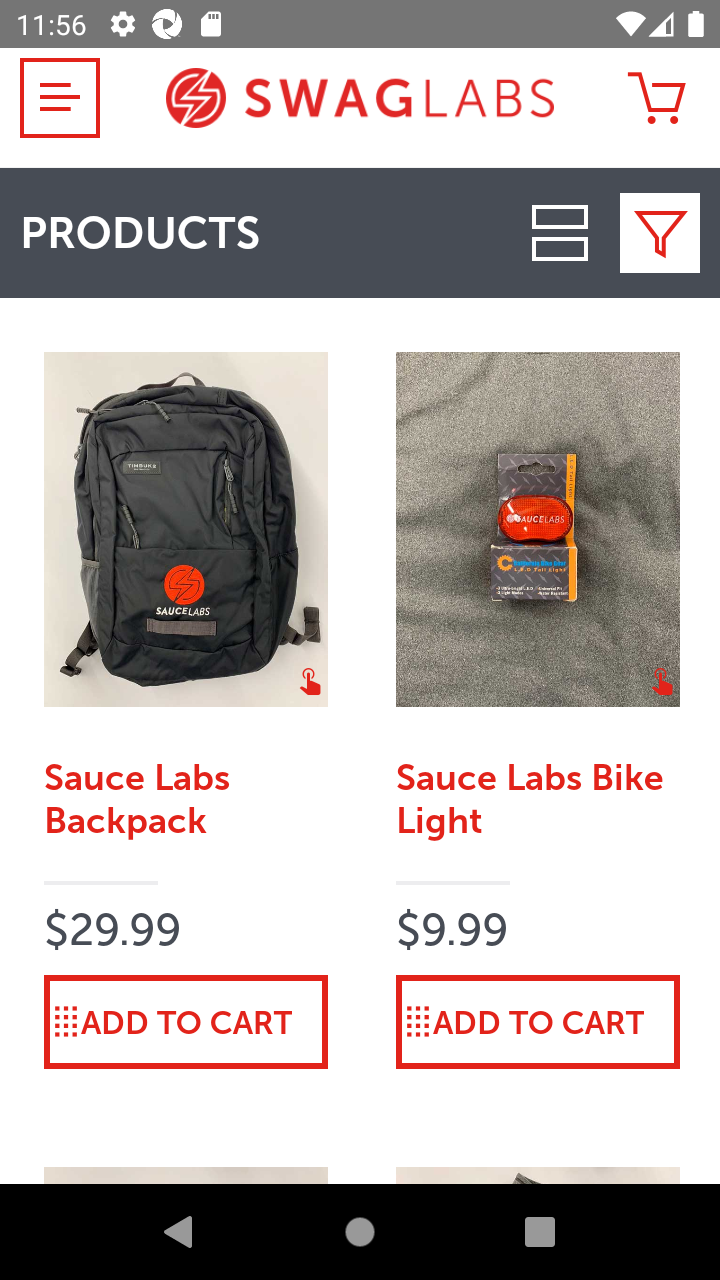 11:56
SWAGLABS
PRODUCTS
TIMBUK2
SAUCELABS
SAUCELABS
Sauce Labs
Backpack
Sauce Labs Bike
Light
$29.99
$9.99
ADD TO CART
ADD TO CART